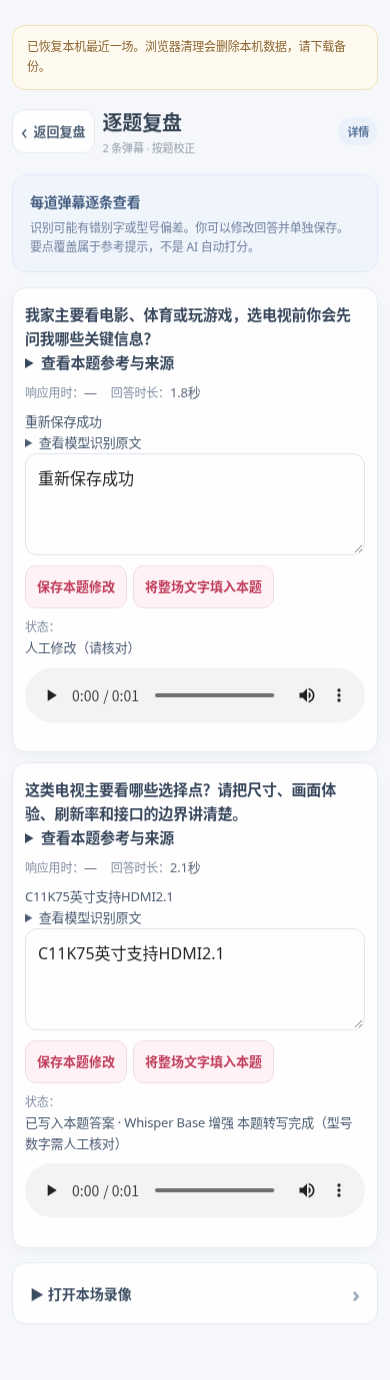 已恢复本机最近一场。浏览器清理会删除本机数据，请下载备
份。
‹ 返回复盘
逐题复盘
2 条弹幕 · 按题校正
详情
每道弹幕逐条查看
识别可能有错别字或型号偏差。你可以修改回答并单独保存。
要点覆盖属于参考提示，不是 AI 自动打分。
我家主要看电影、体育或玩游戏，选电视前你会先
问我哪些关键信息？
▶ 查看本题参考与来源
响应用时：— 回答时长：1.8秒
重新保存成功
▶ 查看模型识别原文
重新保存成功
保存本题修改
将整场文字填入本题
状态：
人工修改（请核对）
0:00 / 0:01
这类电视主要看哪些选择点？请把尺寸、画面体
验、刷新率和接口的边界讲清楚。
▶ 查看本题参考与来源
响应用时：— 回答时长：2.1秒
C11K75英寸支持HDMI2.1
▶ 查看模型识别原文
C11K75英寸支持HDMI2.1
保存本题修改
将整场文字填入本题
状态：
已写入本题答案 · Whisper Base 增强 本题转写完成（型号
数字需人工核对）
0:00 / 0:01
▶ 打开本场录像 ›